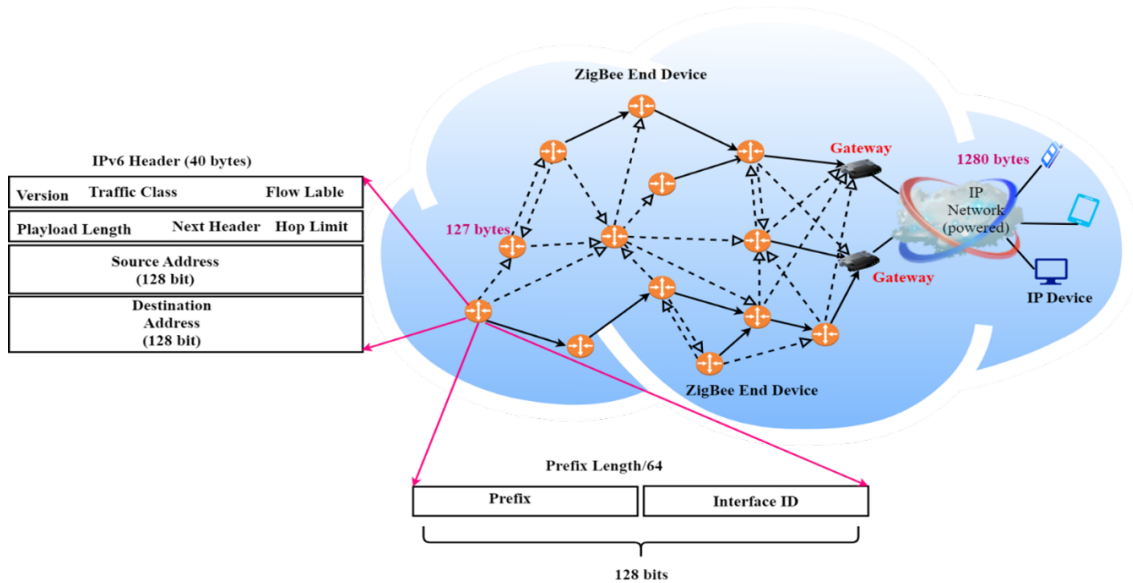 ZigBee End Device
IPv6 Header (40 bytes)
Version Traffic Class Flow Lable
Playload Length Next Header Hop Limit
Source Address
(128 bit)
Destination
Address
(128 bit)
127 bytes
Gateway
1280 bytes
IP
Network
(powered)
Gateway
IP Device
ZigBee End Device
Prefix Length/64
Prefix Interface ID
128 bits